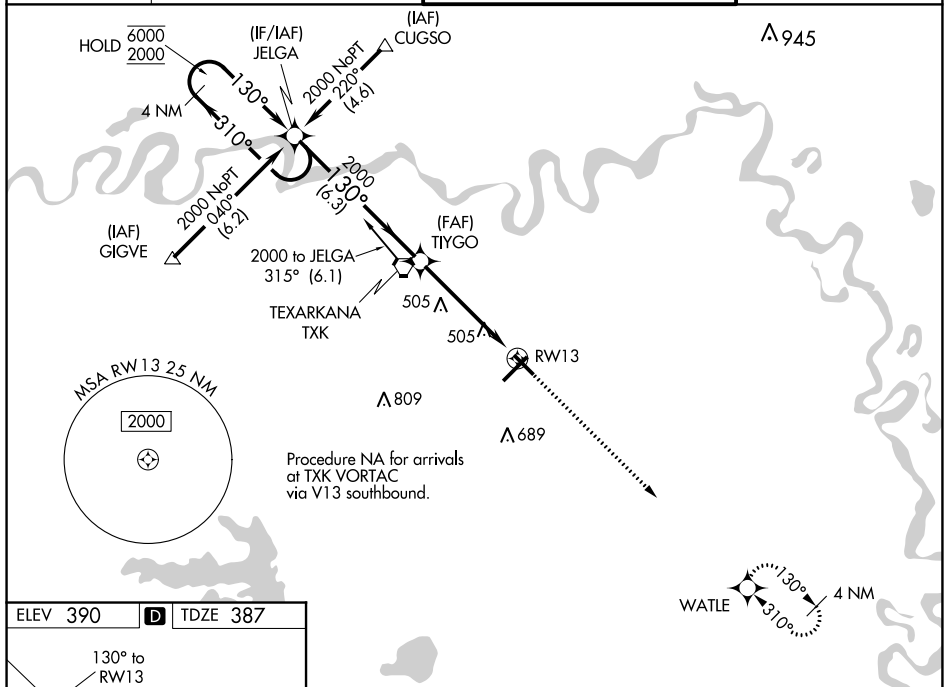 (IAF)
CUGSO
945
HOLD 6000
2000
(IF/IAF)
JELGA
2000 NoPT
220°
(4.6)
130°
4 NM
310°
2000 NoPT
040°
(6.2)
2000
130°
(6.3)
(IAF)
GIGVE
(FAF)
TIYGO
2000 to JELGA
315° (6.1)
TEXARKANA
TXK
505
505
RW13
MSA RW13 25 NM
2000
809
689
Procedure NA for arrivals
at TXK VORTAC
via V13 southbound.
WATLE
130°
310°
4 NM
ELEV 390 D TDZE 387
130° to
RW13